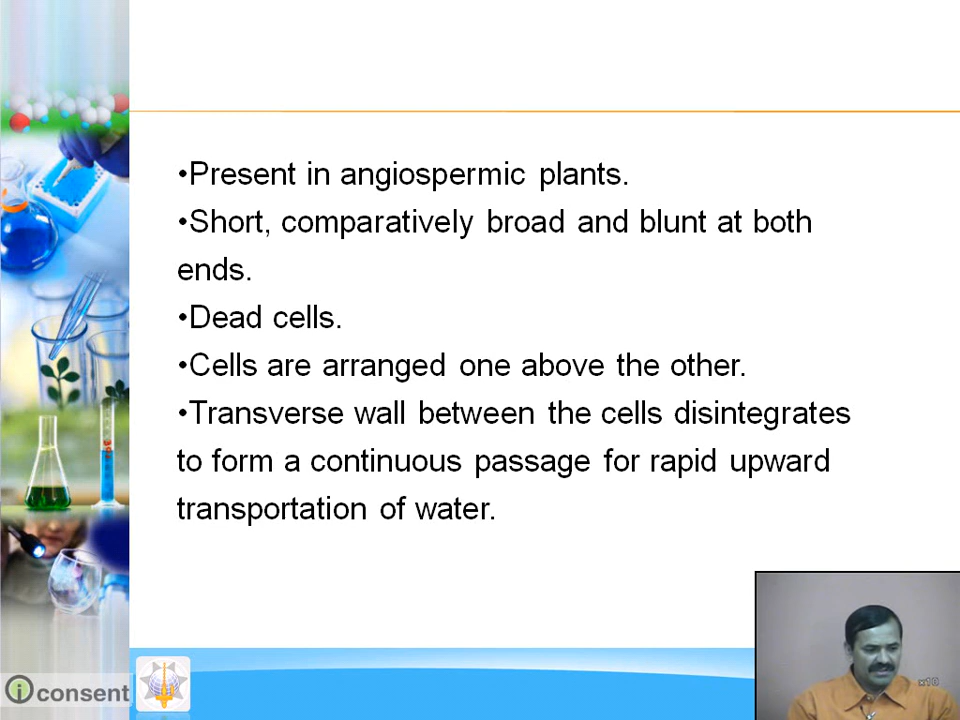 •Present in angiospermic plants.
•Short, comparatively broad and blunt at both
ends.
•Dead cells.
•Cells are arranged one above the other.
•Transverse wall between the cells disintegrates
to form a continuous passage for rapid upward
transportation of water.
x10
i consent